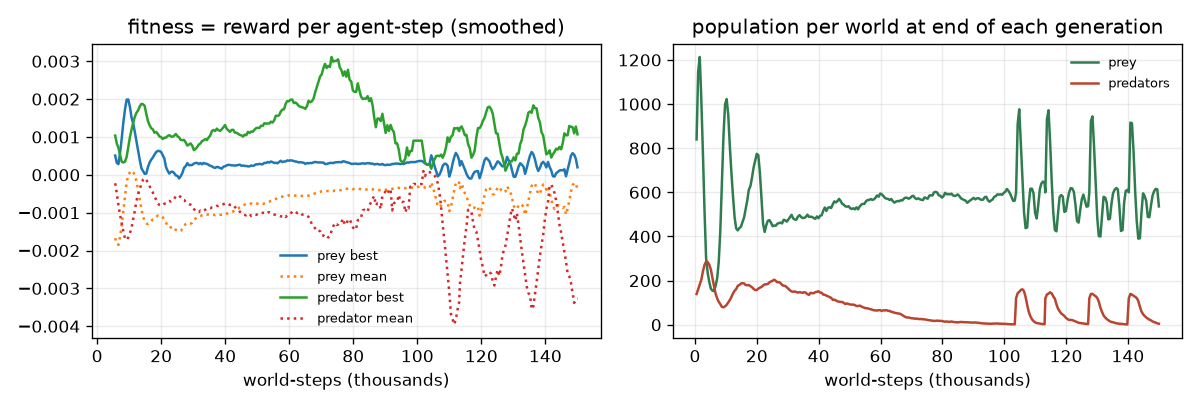 fitness = reward per agent-step (smoothed)
0.003
0.002
0.001
0.000
−0.001
−0.002
−0.003
−0.004
prey best
prey mean
predator best
predator mean
0 20 40 60 80 100 120 140
world-steps (thousands)
population per world at end of each generation
1200
1000
800
600
400
200
0
prey
predators
0 20 40 60 80 100 120 140
world-steps (thousands)